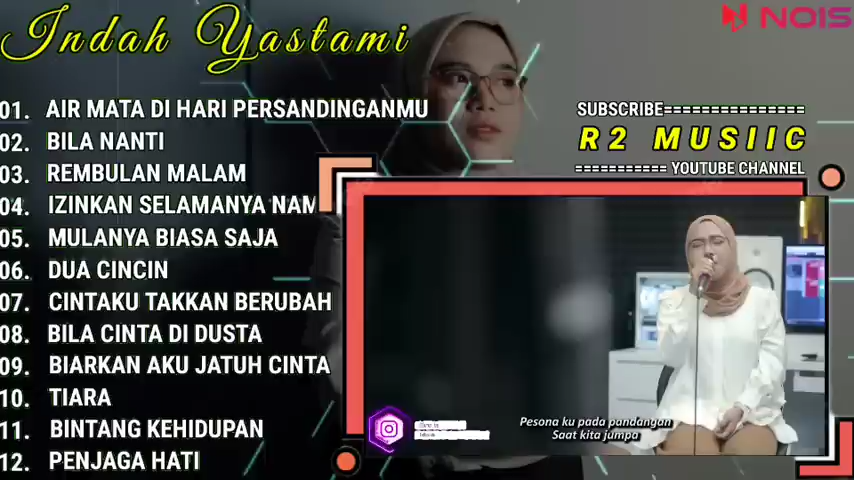 Indah Yastami
NOIS
01. AIR MATA DI HARI PERSANDINGANMU
02. BILA NANTI
03. REMBULAN MALAM
04. IZINKAN SELAMANYA NAM
05. MULANYA BIASA SAJA
06. DUA CINCIN
07. CINTAKU TAKKAN BERUBAH
08. BILA CINTA DI DUSTA
09. BIARKAN AKU JATUH CINTA
10. TIARA
11. BINTANG KEHIDUPAN
12. PENJAGA HATI
SUBSCRIBE===============
R2 MUSIIC
=========== YOUTUBE CHANNEL
Pesona ku pada pandangan
Saat kita jumpa